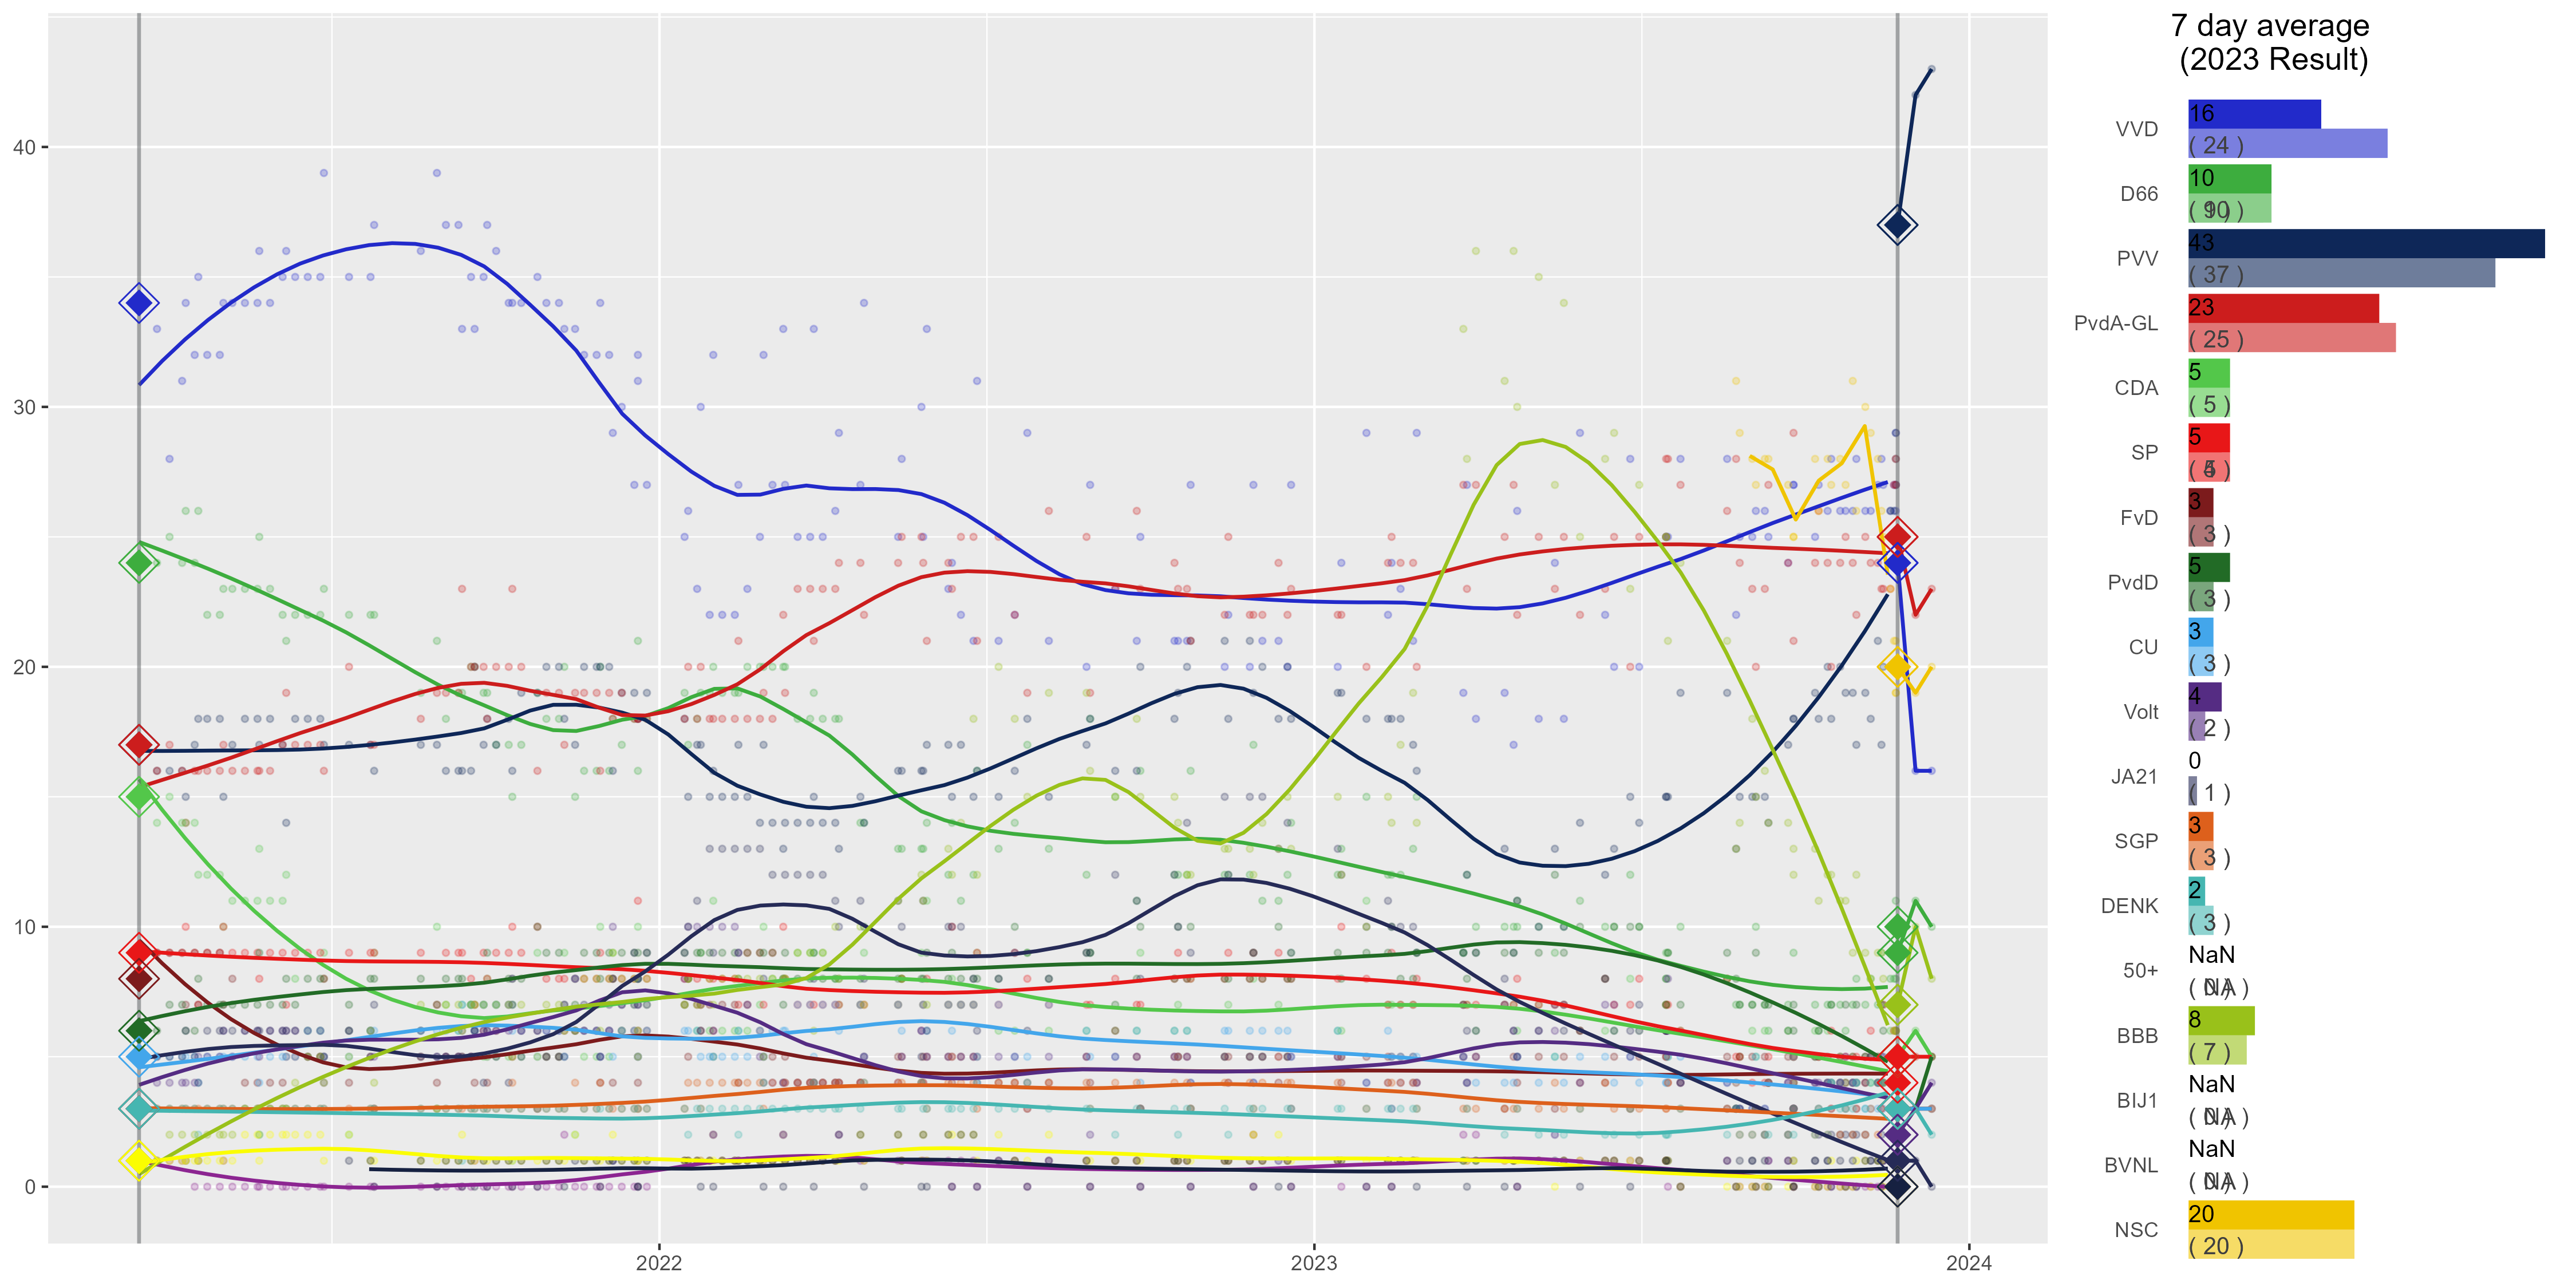 7 day average
(2023 Result)
40
30
20
10
0
2022
2023
2024
VVD
16
( 24 )
D66
10
PVV
43
( 37 )
PvdA-GL
23
( 25 )
CDA
5
( 5 )
SP
5
FvD
3
( 3 )
PvdD
5
( 3 )
CU
3
( 3 )
Volt
4
( 2 )
JA21
0
( 1 )
SGP
3
( 3 )
DENK
2
( 3 )
50+
NaN
BBB
8
( 7 )
BIJ1
NaN
BVNL
NaN
NSC
20
( 20 )